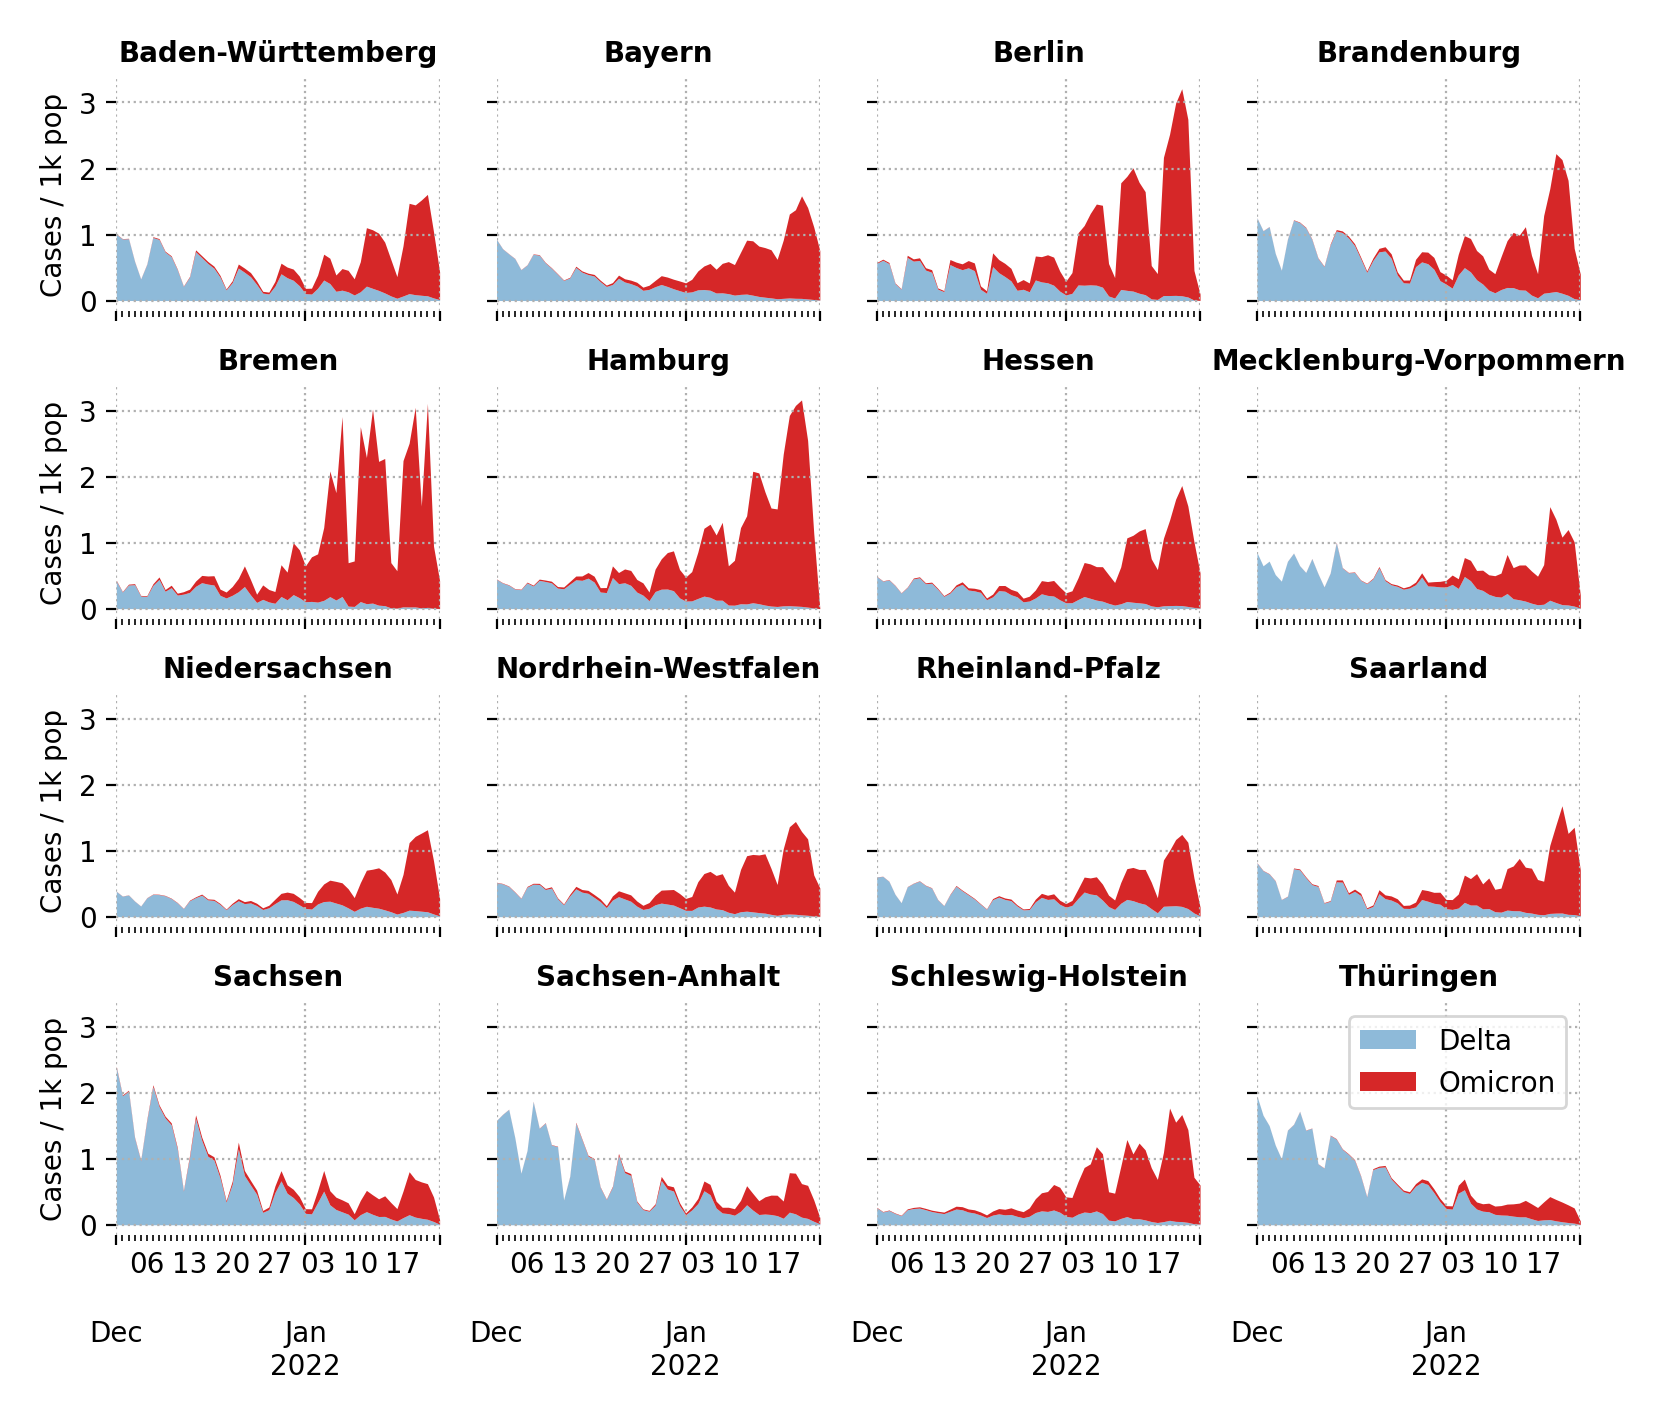 Baden-Württemberg
Bayern
Berlin
Brandenburg
Cases / 1k pop
3
2
1
0
Bremen
Hamburg
Hessen
Mecklenburg-Vorpommern
Cases / 1k pop
3
2
1
0
Niedersachsen
Nordrhein-Westfalen
Rheinland-Pfalz
Saarland
Cases / 1k pop
3
2
1
0
Sachsen
Sachsen-Anhalt
Schleswig-Holstein
Thüringen
Cases / 1k pop
3
2
1
0
Delta
Omicron
06 13 20 27 03 10 17
06 13 20 27 03 10 17
06 13 20 27 03 10 17
06 13 20 27 03 10 17
Dec Jan
2022
Dec Jan
2022
Dec Jan
2022
Dec Jan
2022